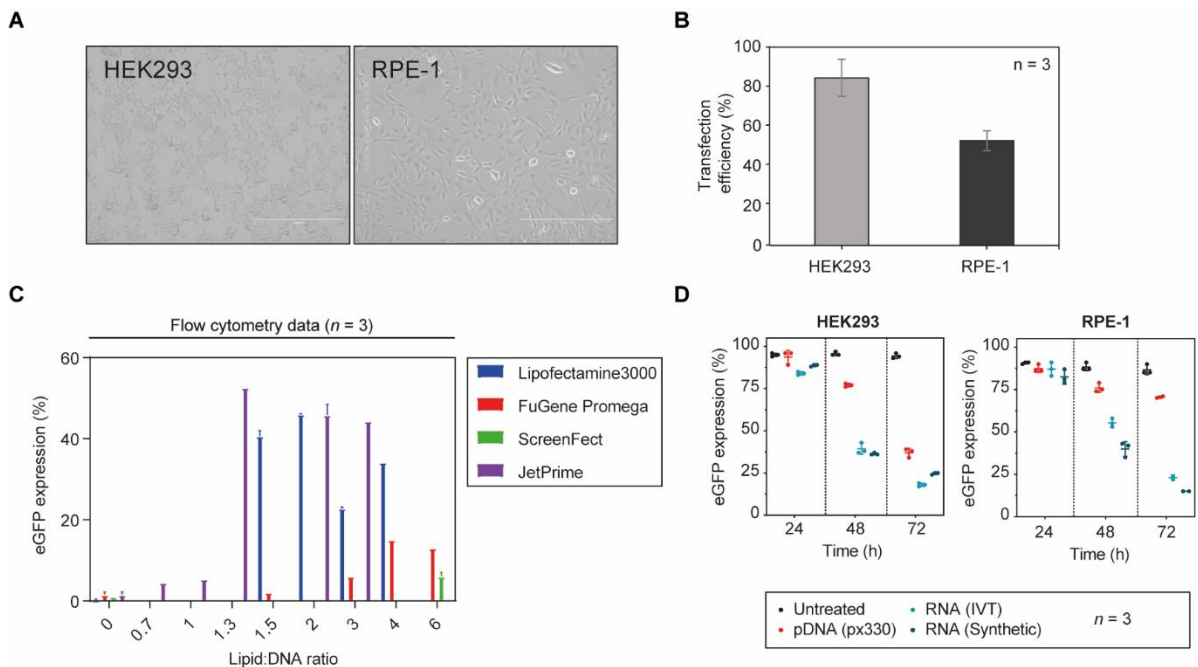 A
HEK293
RPE-1
B
Transfection
efficiency (%)
100
80
60
40
60
80
0
n = 3
HEK293
RPE-1
C
Flow cytometry data (n = 3)
eGFP expression (%)
60
40
20
0
0
0.7
1
1.3
1.5
2
3
4
6
Lipid:DNA ratio
Lipofectamine3000
FuGene Promega
ScreenFect
JetPrime
D
HEK293
eGFP expression (%)
100
75
50
25
0
24
48
72
Time (h)
RPE-1
eGFP expression (%)
100
75
50
25
0
24
48
72
Time (h)
Untreated
pDNA (px330)
RNA (IVT)
RNA (Synthetic)
n = 3